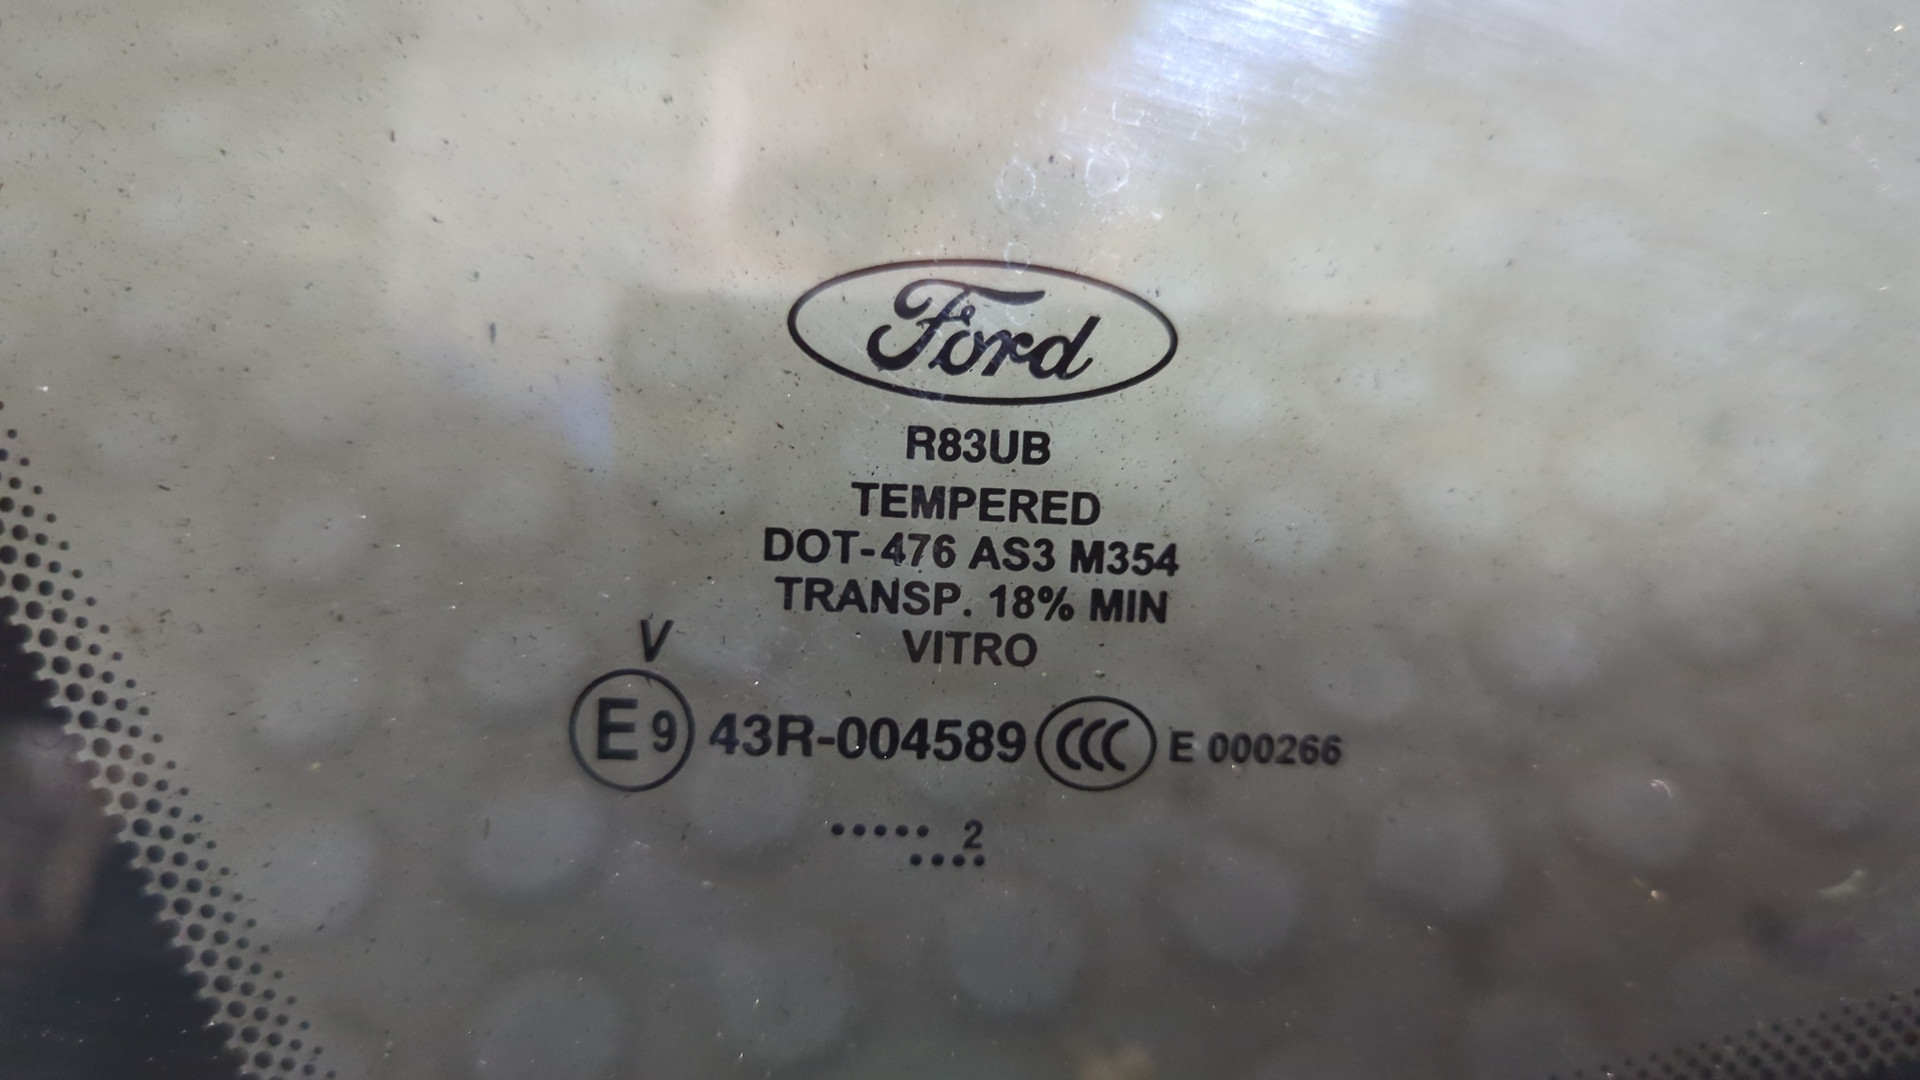 Ford
R83UB
TEMPERED
DOT-476 AS3 M354
TRANSP. 18% MIN
VITRO
V
E9 43R-004589 CCC E 000266
..... 2
....